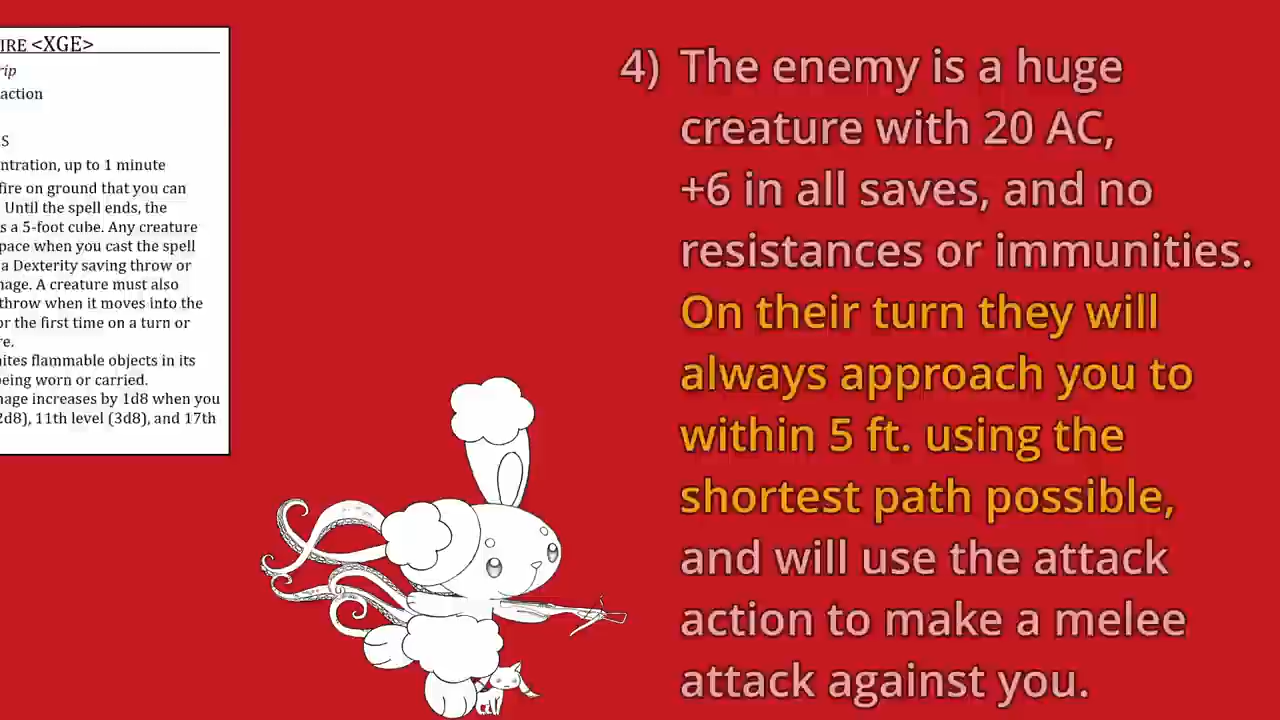 IRE <XGE>
rip
action
S
ntration, up to 1 minute
fire on ground that you can
Until the spell ends, the
s a 5-foot cube. Any creature
pace when you cast the spell
a Dexterity saving throw or
mage. A creature must also
throw when it moves into the
or the first time on a turn or
re.
nites flammable objects in its
being worn or carried.
mage increases by 1d8 when you
2d8), 11th level (3d8), and 17th
4) The enemy is a huge
creature with 20 AC,
+6 in all saves, and no
resistances or immunities.
On their turn they will
always approach you to
within 5 ft. using the
shortest path possible,
and will use the attack
action to make a melee
attack against you.